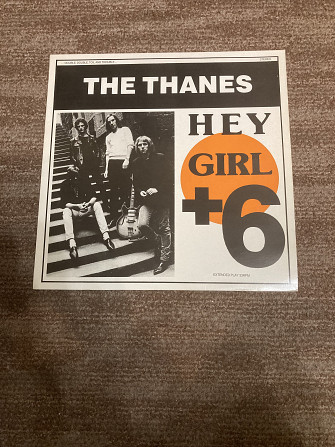 THE THANES
HEY
GIRL
+6